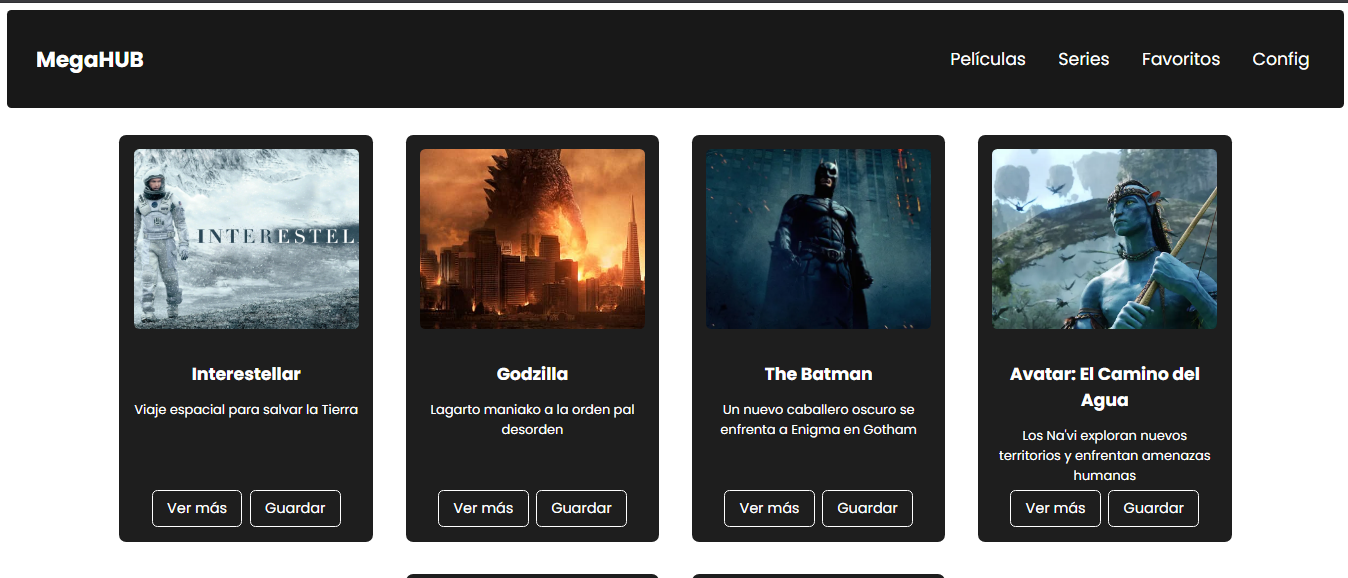 MegaHUB
Películas Series Favoritos Config
INTERESTEL
Interestellar
Viaje espacial para salvar la Tierra
Ver más Guardar
Godzilla
Lagarto maniako a la orden pal
desorden
Ver más Guardar
The Batman
Un nuevo caballero oscuro se
enfrenta a Enigma en Gotham
Ver más Guardar
Avatar: El Camino del
Agua
Los Na'vi exploran nuevos
territorios y enfrentan amenazas
humanas
Ver más Guardar